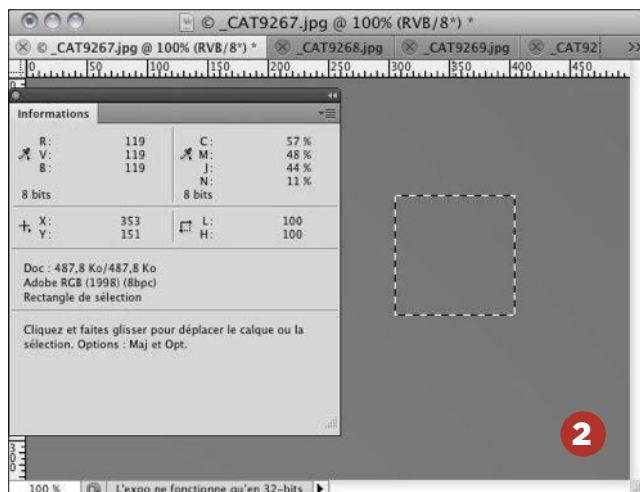 © _CAT9267.jpg @ 100% (RVB/8*) *
© _CAT9267.jpg @ 100% (RVB/8*) * _CAT9268.jpg _CAT9269.jpg _CAT92 >>
0 50 100 150 200 250 300 350 400 450
Informations
R: 119 C: 57 %
V: 119 M: 48 %
B: 119 J: 44 %
N: 11 %
8 bits 8 bits
X: 353 L: 100
Y: 151 H: 100
Doc : 487,8 Ko/487,8 Ko
Adobe RGB (1998) (8bpc)
Rectangle de sélection
Cliquez et faites glisser pour déplacer le calque ou la
sélection. Options : Maj et Opt.
2
300
100 % L'expo ne fonctionne qu'en 32-bits